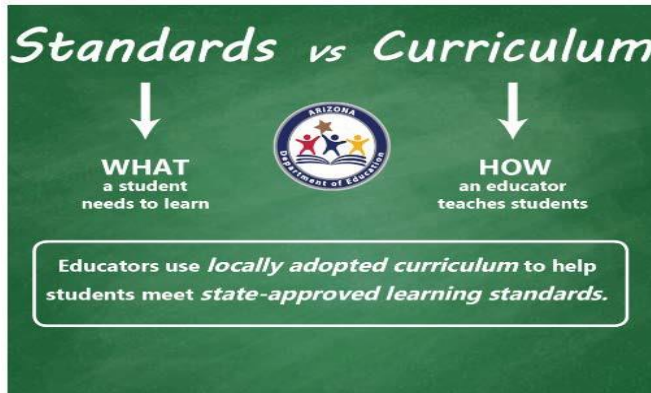 Standards vs Curriculum
ARIZONA
Department of Education
WHAT
a student
needs to learn
HOW
an educator
teaches students
Educators use locally adopted curriculum to help
students meet state-approved learning standards.